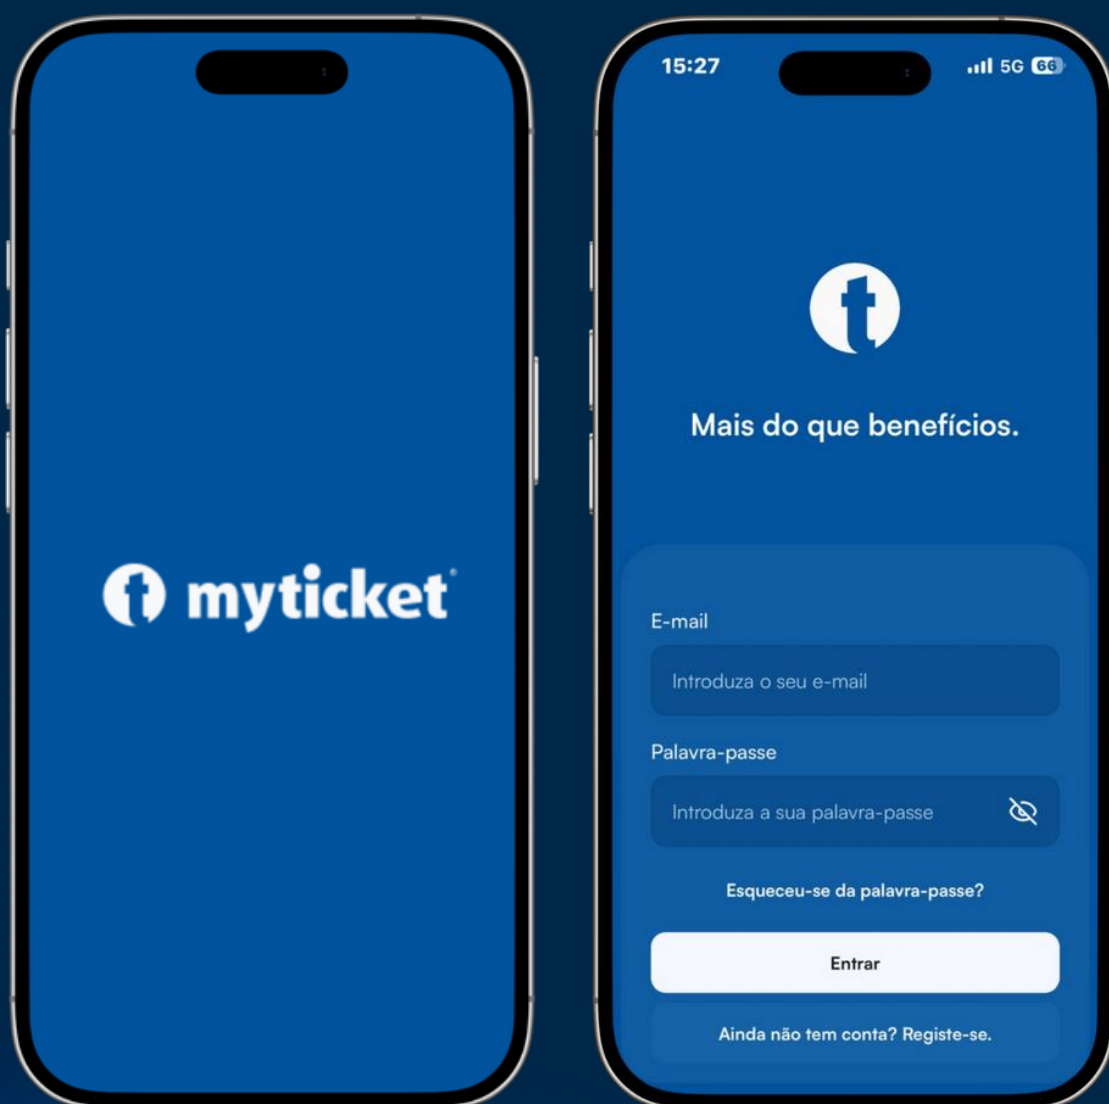 myticket®
15:27
5G 66
t
Mais do que benefícios.
E-mail
Introduza o seu e-mail
Palavra-passe
Introduza a sua palavra-passe
Esqueceu-se da palavra-passe?
Entrar
Ainda não tem conta? Registe-se.